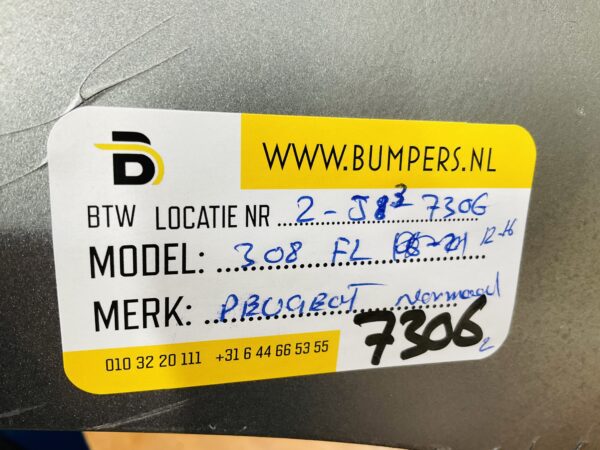 WWW.BUMPERS.NL
BTW LOCATIE NR 2-J 7306
MODEL: 308 FL 12-16
MERK: PEUGEOT Normaal
7306 2
010 32 20 111 +31 6 44 66 53 55